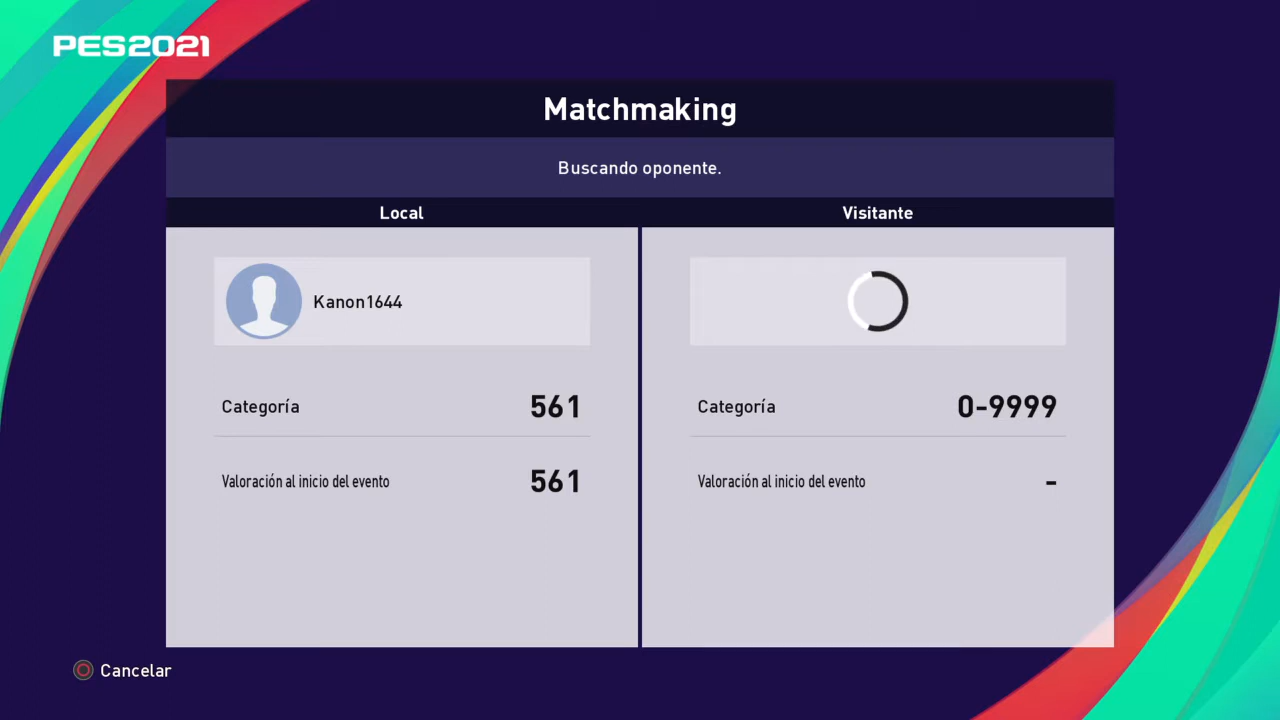 PES2021
Matchmaking
Buscando oponente.
Local
Visitante
Kanon1644
Categoría 561
Categoría 0-9999
Valoración al inicio del evento 561
Valoración al inicio del evento -
Cancelar